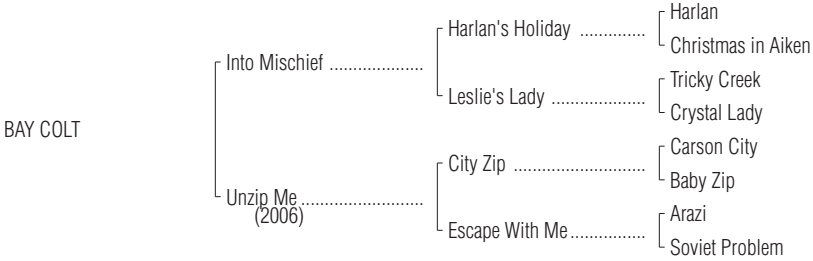 Harlan
Harlan's Holiday ..............
Christmas in Aiken
Into Mischief ....................
Tricky Creek
Leslie's Lady ....................
Crystal Lady
BAY COLT
Carson City
City Zip ............................
Baby Zip
Unzip Me ..........................
(2006)
Arazi
Escape With Me ................
Soviet Problem